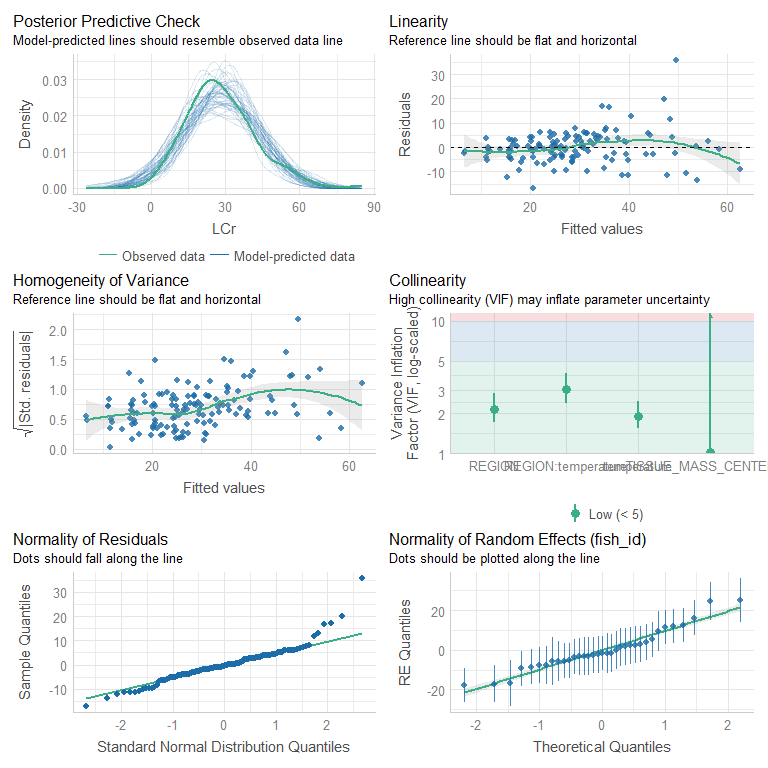 Posterior Predictive Check
Model-predicted lines should resemble observed data line
Density
0.03
0.02
0.01
0.00
-30
0
30
60
90
LCr
Observed data
Model-predicted data
Linearity
Reference line should be flat and horizontal
Residuals
30
20
10
0
-10
20
40
60
Fitted values
Homogeneity of Variance
Reference line should be flat and horizontal
√|Std. residuals|
2.0
1.5
1.0
0.5
0.0
20
40
60
Fitted values
Collinearity
High collinearity (VIF) may inflate parameter uncertainty
Variance Inflation
Factor (VIF, log-scaled)
10
5
3
2
1
REGION
REGION:temperature
temperature
TISSUE_MASS_CENTE
Low (< 5)
Normality of Residuals
Dots should fall along the line
Sample Quantiles
30
20
10
0
-10
-2
-1
0
1
2
Standard Normal Distribution Quantiles
Normality of Random Effects (fish_id)
Dots should be plotted along the line
RE Quantiles
20
0
-20
-2
-1
0
1
2
Theoretical Quantiles